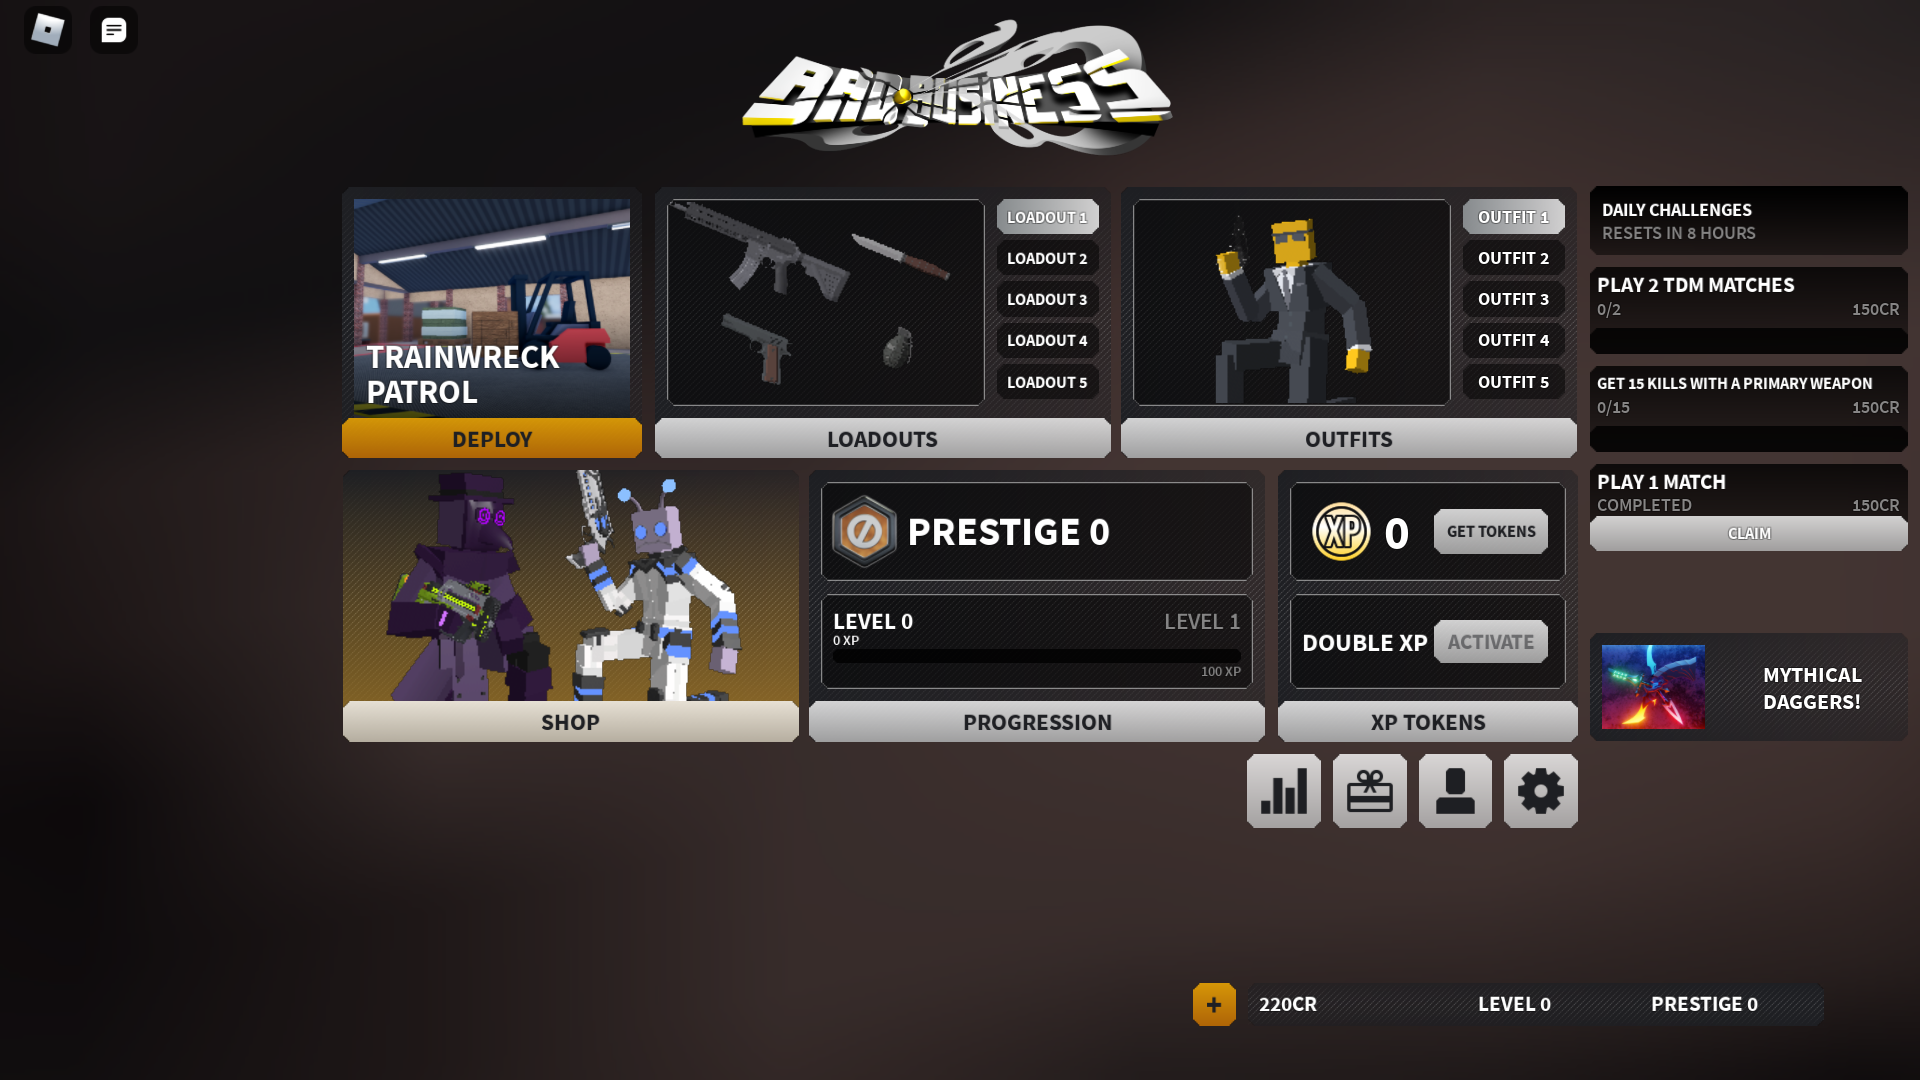 BAD BUSINESS
TRAINWRECK
PATROL
DEPLOY
LOADOUT 1
LOADOUT 2
LOADOUT 3
LOADOUT 4
LOADOUT 5
LOADOUTS
OUTFIT 1
OUTFIT 2
OUTFIT 3
OUTFIT 4
OUTFIT 5
OUTFITS
DAILY CHALLENGES
RESETS IN 8 HOURS
PLAY 2 TDM MATCHES
0/2 150CR
GET 15 KILLS WITH A PRIMARY WEAPON
0/15 150CR
PLAY 1 MATCH
COMPLETED 150CR
CLAIM
SHOP
PRESTIGE 0
LEVEL 0 LEVEL 1
0 XP
100 XP
PROGRESSION
XP 0 GET TOKENS
DOUBLE XP ACTIVATE
XP TOKENS
MYTHICAL
DAGGERS!
+ 220CR LEVEL 0 PRESTIGE 0